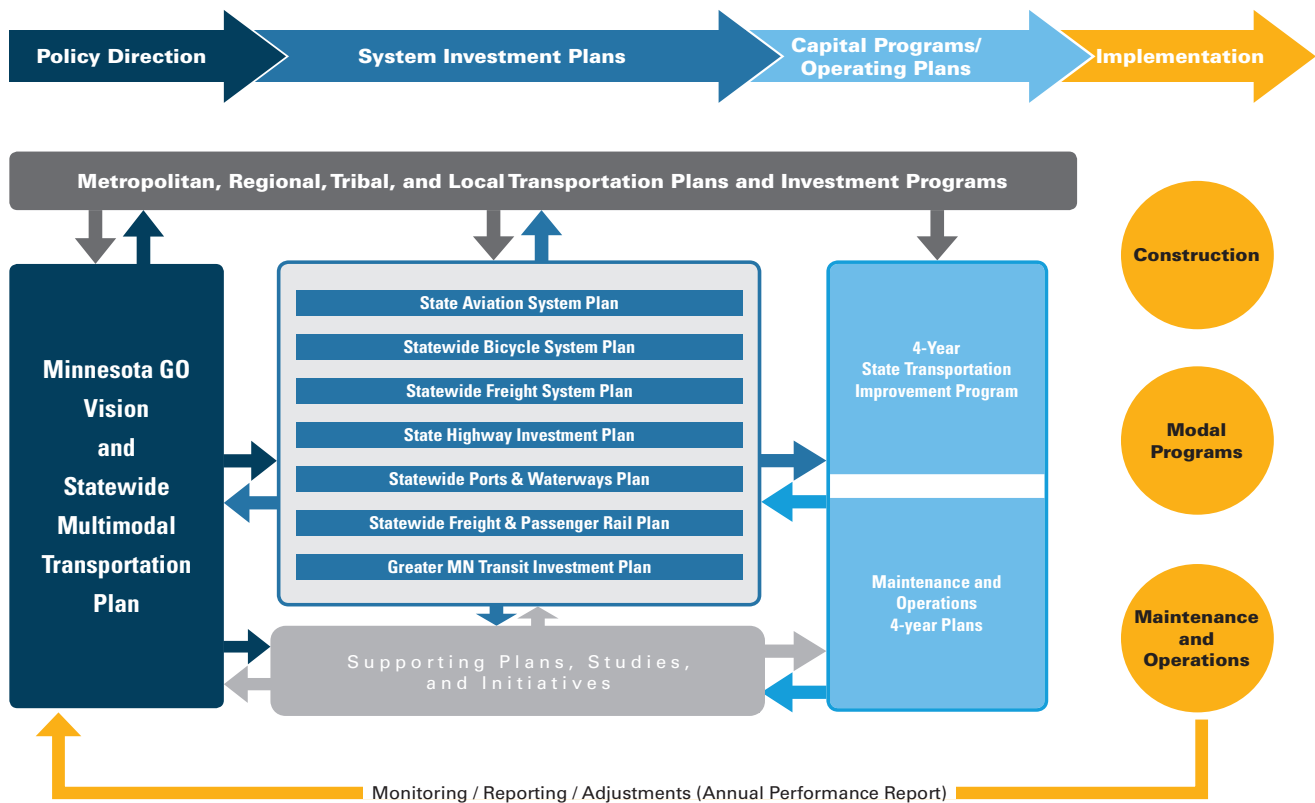 Policy Direction
System Investment Plans
Capital Programs/
Operating Plans
Implementation
Metropolitan, Regional, Tribal, and Local Transportation Plans and Investment Programs
Minnesota GO
Vision
and
Statewide
Multimodal
Transportation
Plan
State Aviation System Plan
Statewide Bicycle System Plan
Statewide Freight System Plan
State Highway Investment Plan
Statewide Ports & Waterways Plan
Statewide Freight & Passenger Rail Plan
Greater MN Transit Investment Plan
Supporting Plans, Studies,
and Initiatives
4-Year
State Transportation
Improvement Program
Maintenance and
Operations
4-year Plans
Construction
Modal
Programs
Maintenance
and
Operations
Monitoring / Reporting / Adjustments (Annual Performance Report)